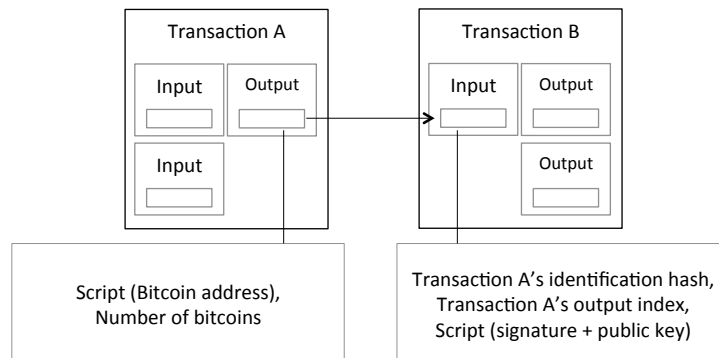 Transaction A
Input
Output
Input
Transaction B
Input
Output
Output
Script (Bitcoin address),
Number of bitcoins
Transaction A’s identification hash,
Transaction A’s output index,
Script (signature + public key)